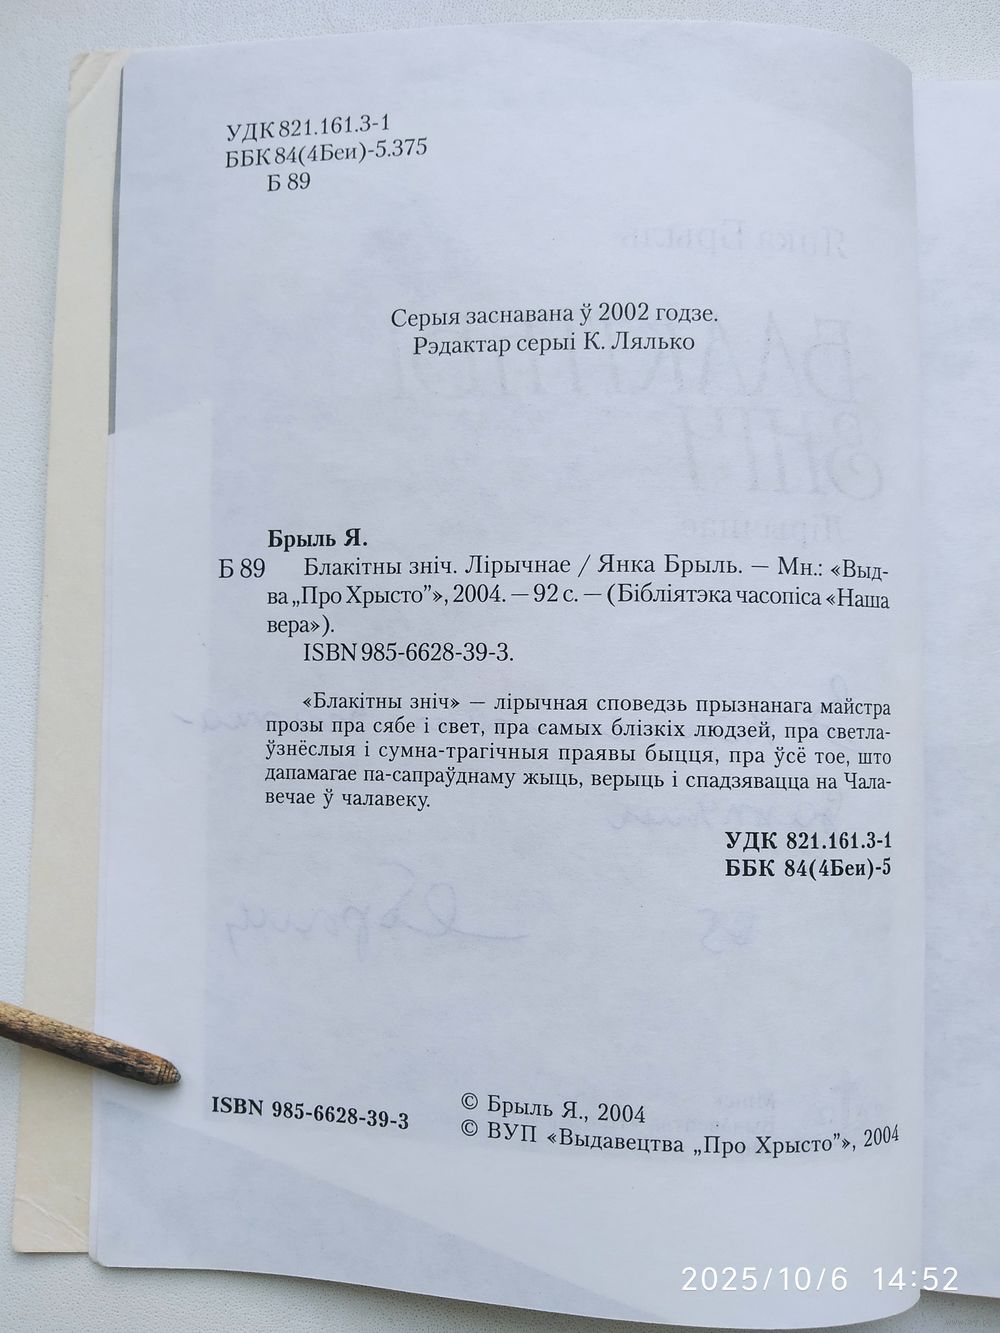 УДК 821.161.3-1
ББК 84(4Беи)-5.375
Б 89
Серыя заснавана ў 2002 годзе.
Рэдактар серыі К. Лялько
Брыль Я.
Б 89 Блакітны зніч. Лірычнае / Янка Брыль. — Мн.: «Выд-
ва „Про Хрысто”», 2004. — 92 с. — (Бібліятэка часопіса «Наша
вера»).
ISBN 985-6628-39-3.
«Блакітны зніч» — лірычная споведзь прызнанага майстра
прозы пра сябе і свет, пра самых блізкіх людзей, пра светла-
ўзнёслыя і сумна-трагічныя праявы быцця, пра ўсё тое, што
дапамагае па-сапраўднаму жыць, верыць і спадзявацца на Чала-
вечае ў чалавеку.
УДК 821.161.3-1
ББК 84(4Беи)-5
ISBN 985-6628-39-3
© Брыль Я., 2004
© ВУП «Выдавецтва „Про Хрысто”», 2004
2025/10/6 14:52